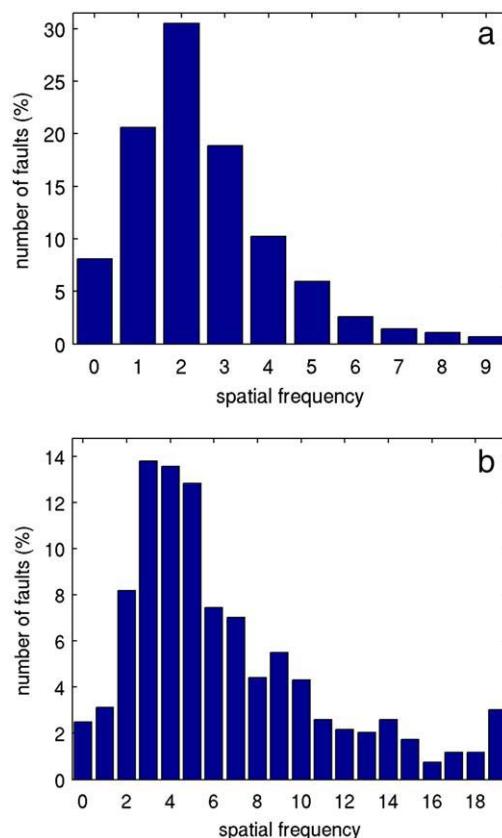 a
30
25
20
15
10
5
0
number of faults (%)
0 1 2 3 4 5 6 7 8 9
spatial frequency
b
14
12
10
8
6
4
2
0
number of faults (%)
0 2 4 6 8 10 12 14 16 18
spatial frequency